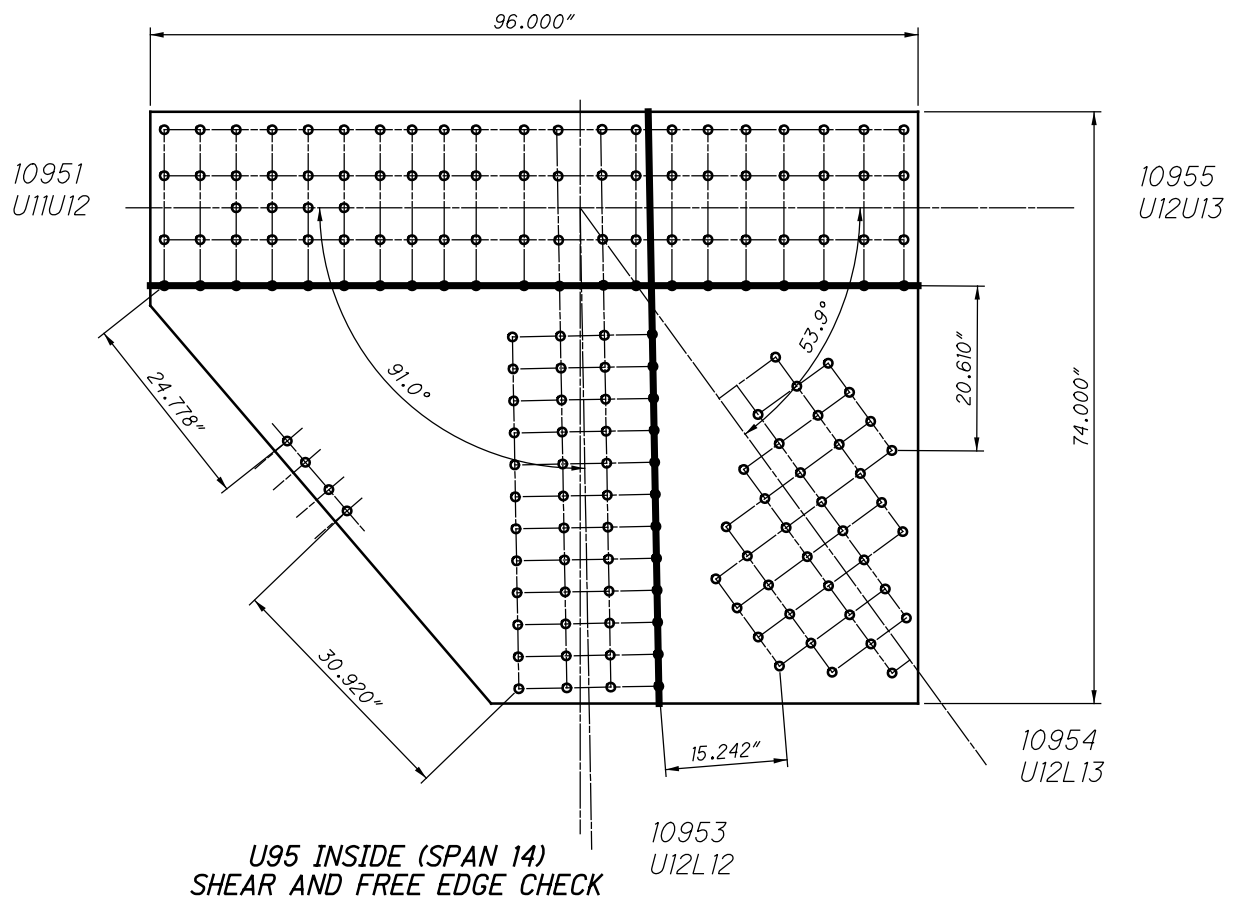 96.000"
10951
U11U12
10955
U12U13
53.9°
91.0°
20.610"
74.000"
24.778"
30.920"
15.242"
10954
U12L13
10953
U12L12
U95 INSIDE (SPAN 14)
SHEAR AND FREE EDGE CHECK